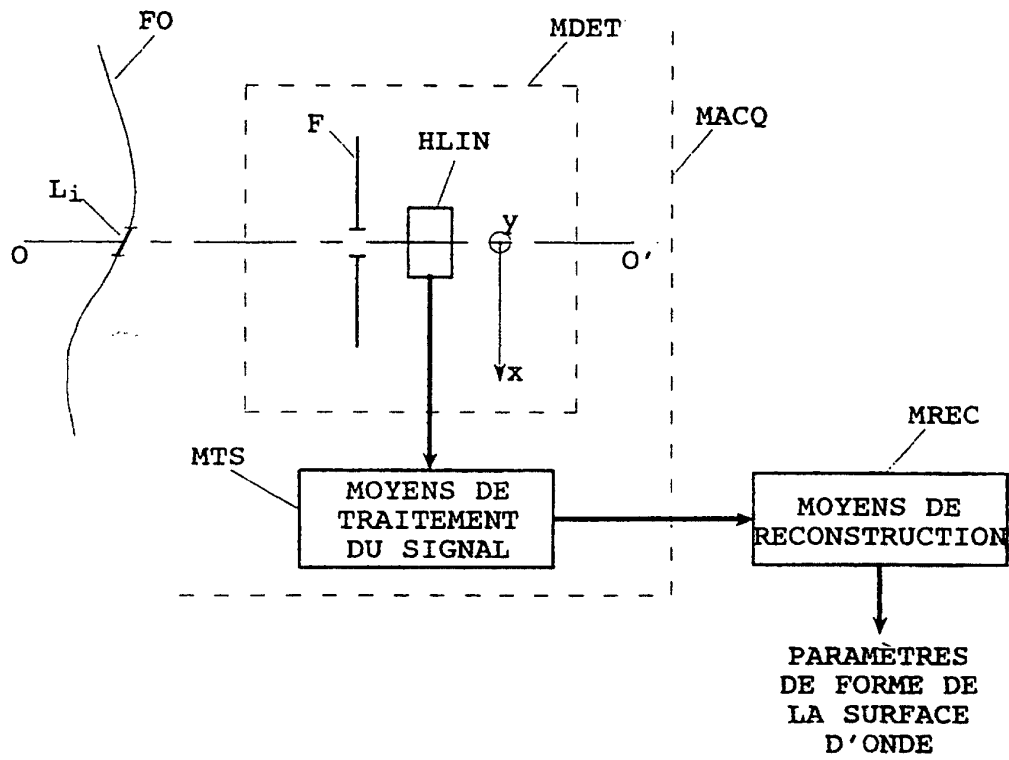 FO
MDET
MACQ
F
HLIN
Li
y
O
O'
x
MREC
MTS
MOYENS DE
TRAITEMENT
DU SIGNAL
MOYENS DE
RECONSTRUCTION
PARAMÈTRES
DE FORME DE
LA SURFACE
D'ONDE